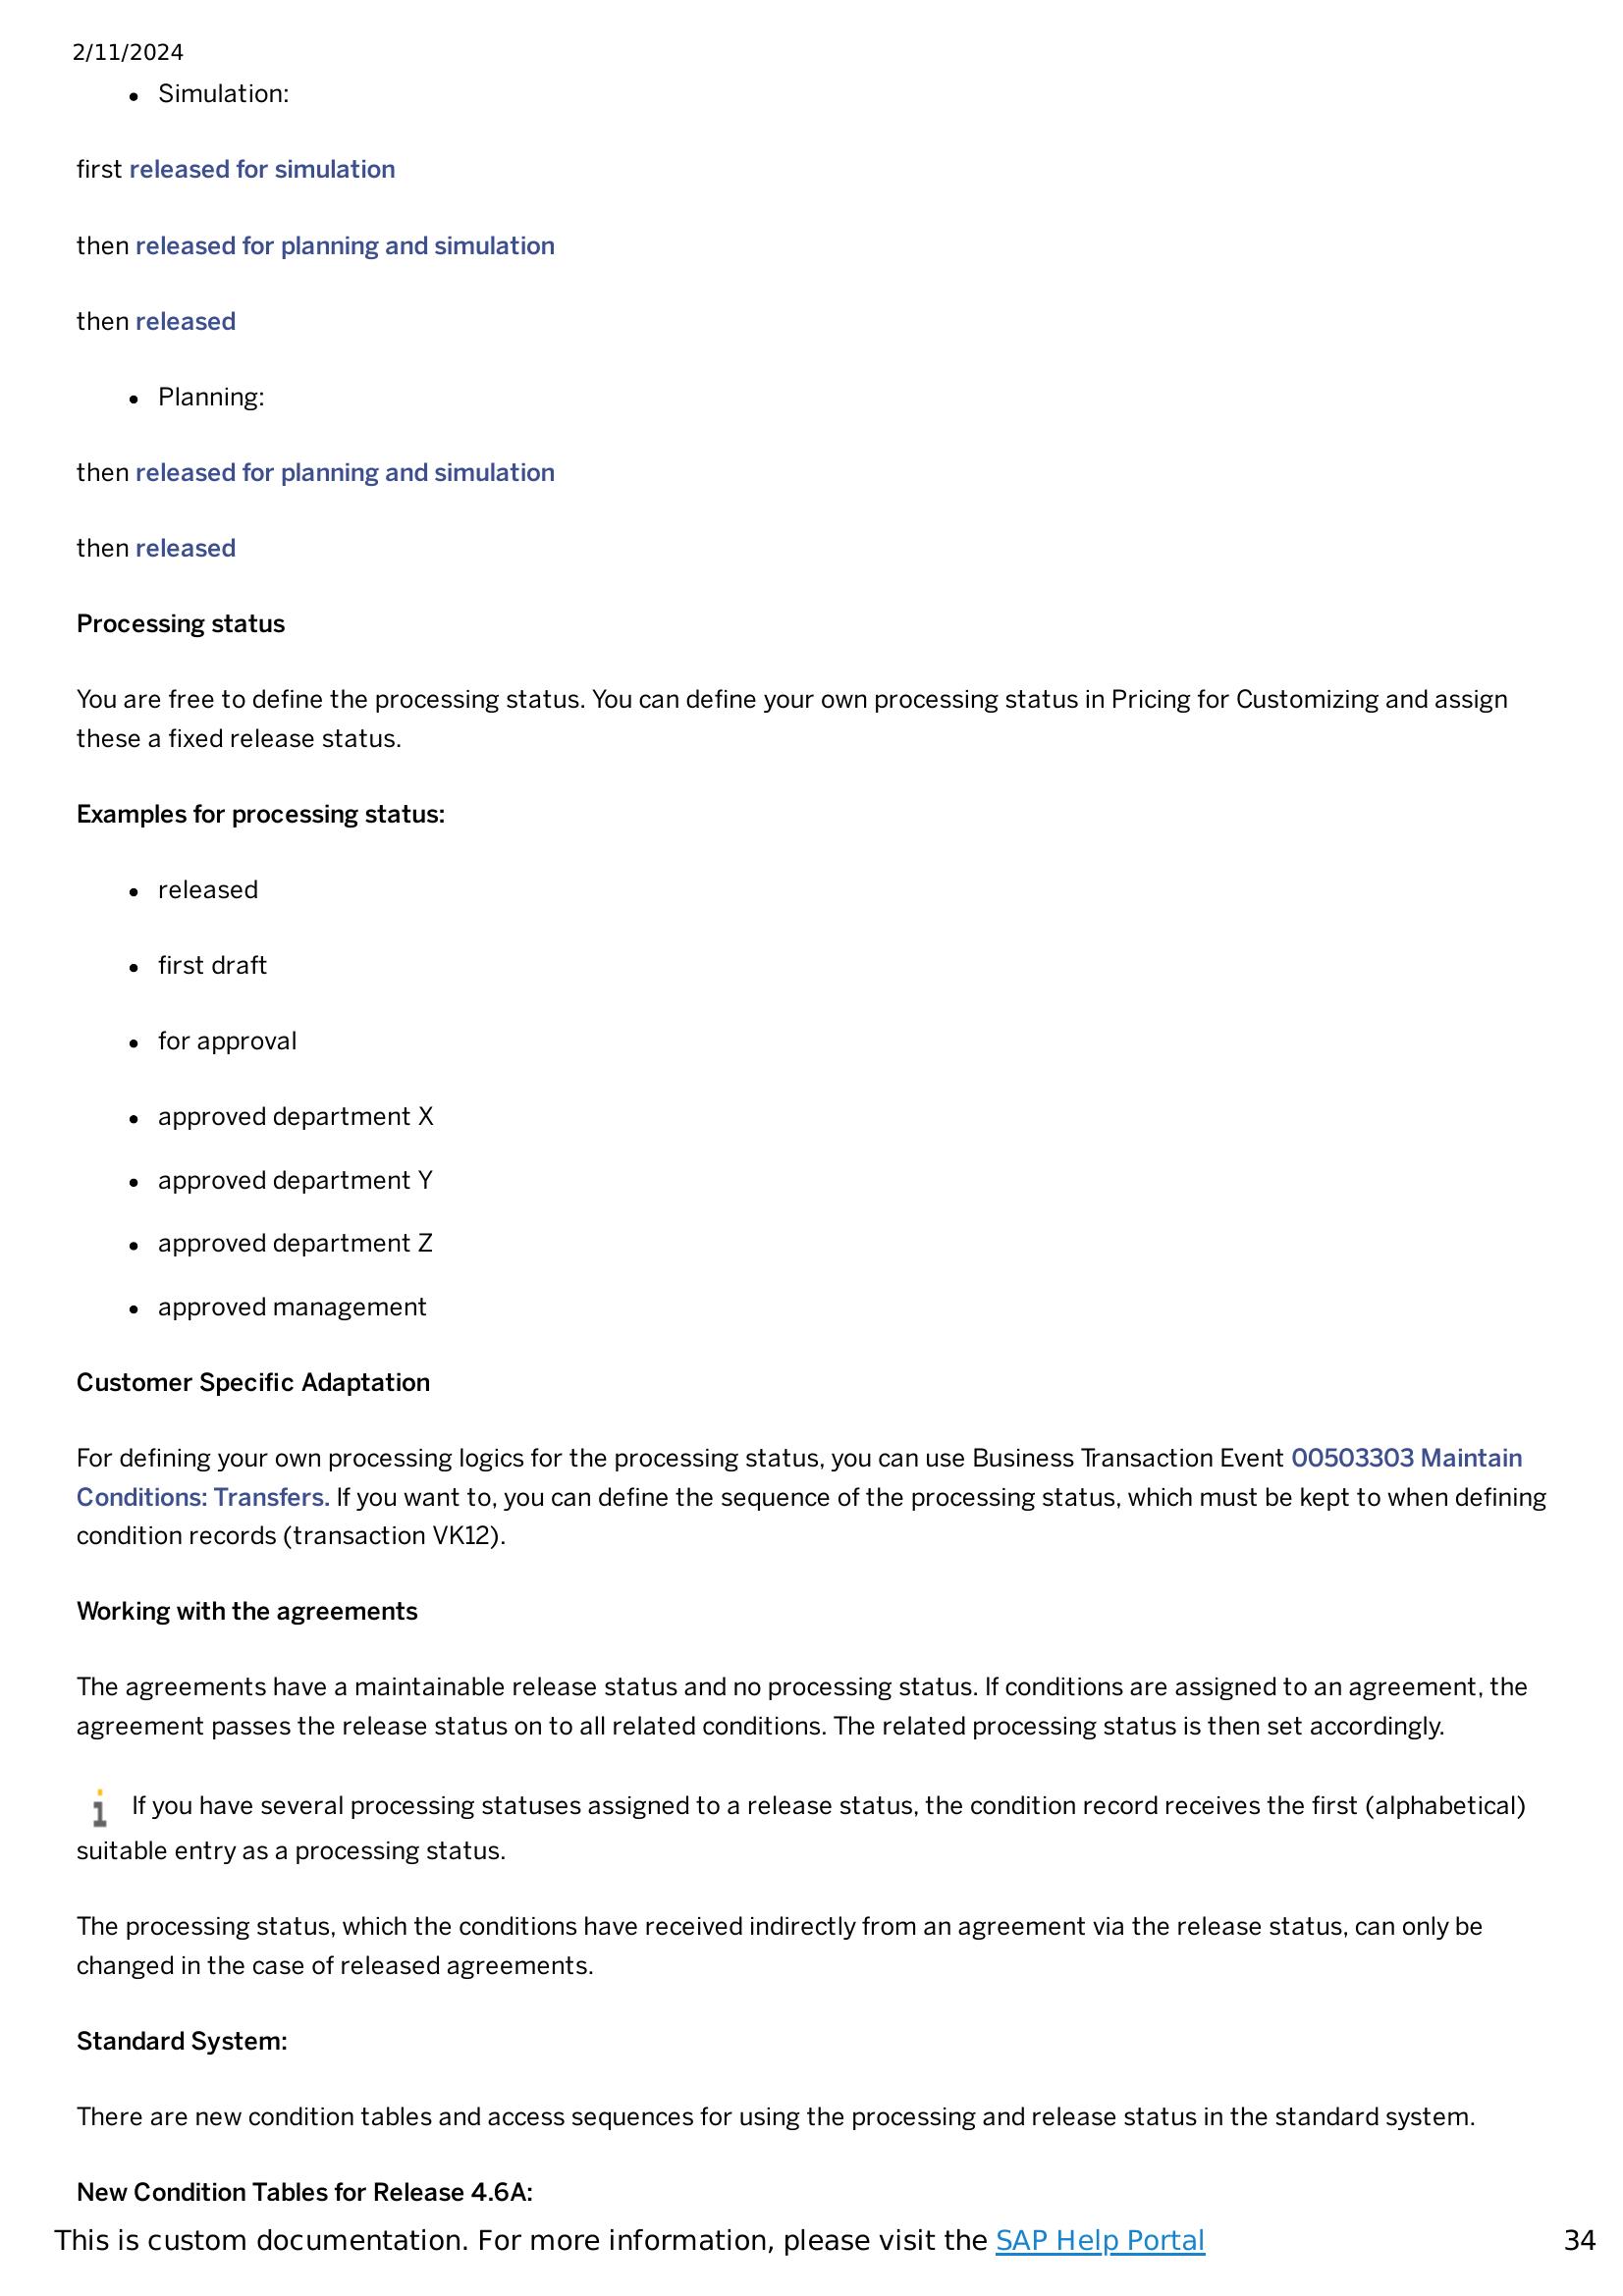 2/11/2024
• Simulation:
first released for simulation
then released for planning and simulation
then released
• Planning:
then released for planning and simulation
then released
Processing status
You are free to define the processing status. You can define your own processing status in Pricing for Customizing and assign
these a fixed release status.
Examples for processing status:
• released
• first draft
• for approval
• approved department X
• approved department Y
• approved department Z
• approved management
Customer Specific Adaptation
For defining your own processing logics for the processing status, you can use Business Transaction Event 00503303 Maintain
Conditions: Transfers. If you want to, you can define the sequence of the processing status, which must be kept to when defining
condition records (transaction VK12).
Working with the agreements
The agreements have a maintainable release status and no processing status. If conditions are assigned to an agreement, the
agreement passes the release status on to all related conditions. The related processing status is then set accordingly.
If you have several processing statuses assigned to a release status, the condition record receives the first (alphabetical)
suitable entry as a processing status.
The processing status, which the conditions have received indirectly from an agreement via the release status, can only be
changed in the case of released agreements.
Standard System:
There are new condition tables and access sequences for using the processing and release status in the standard system.
New Condition Tables for Release 4.6A:
This is custom documentation. For more information, please visit the SAP Help Portal 34